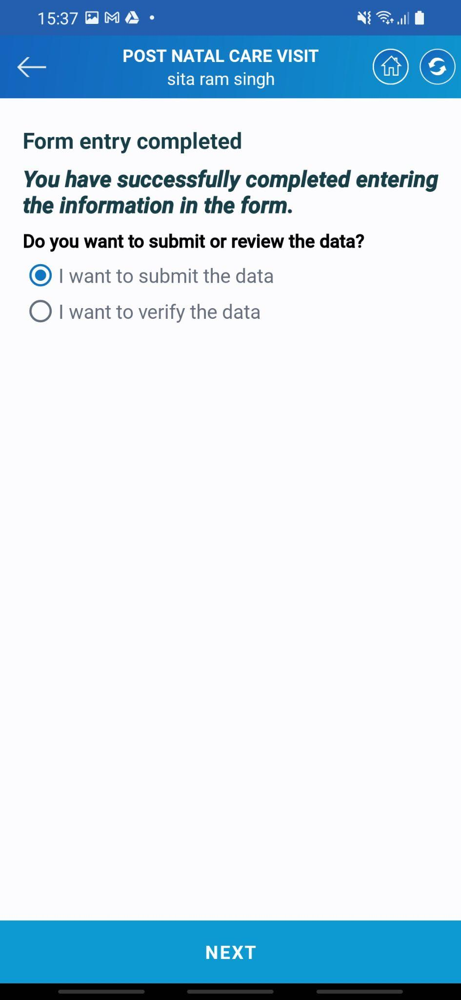 15:37
POST NATAL CARE VISIT
sita ram singh
Form entry completed
You have successfully completed entering
the information in the form.
Do you want to submit or review the data?
I want to submit the data
I want to verify the data
NEXT